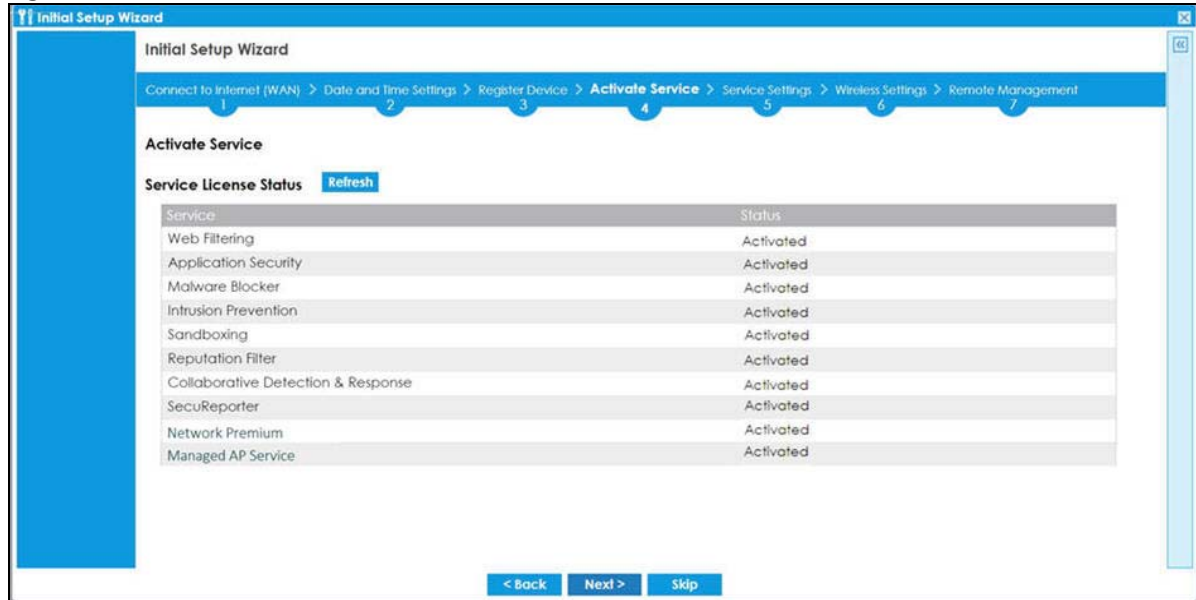 Initial Setup Wizard
Initial Setup Wizard
Connect to Internet (WAN) > Date and Time Settings > Register Device > Activate Service > Service Settings > Wireless Settings > Remote Management
1 2 3 4 5 6 7
Activate Service
Service License Status Refresh
Service Status
Web Filtering Activated
Application Security Activated
Malware Blocker Activated
Intrusion Prevention Activated
Sandboxing Activated
Reputation Filter Activated
Collaborative Detection & Response Activated
SecuReporter Activated
Network Premium Activated
Managed AP Service Activated
< Back Next > Skip